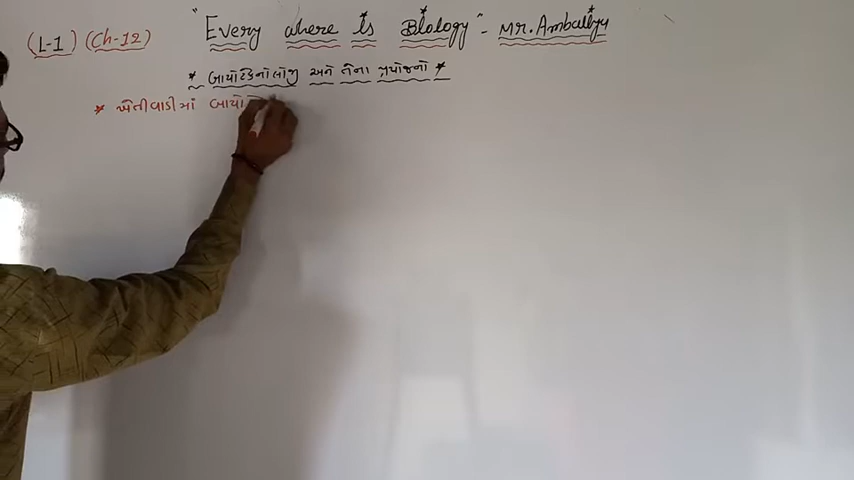 "Every where is Biology" - Mr. Ambaliya
(L-1) (Ch-12)
* બાયોટેકનોલોજી અને તેના પ્રયોજનો *
* ખેતીવાડીમાં બાયો